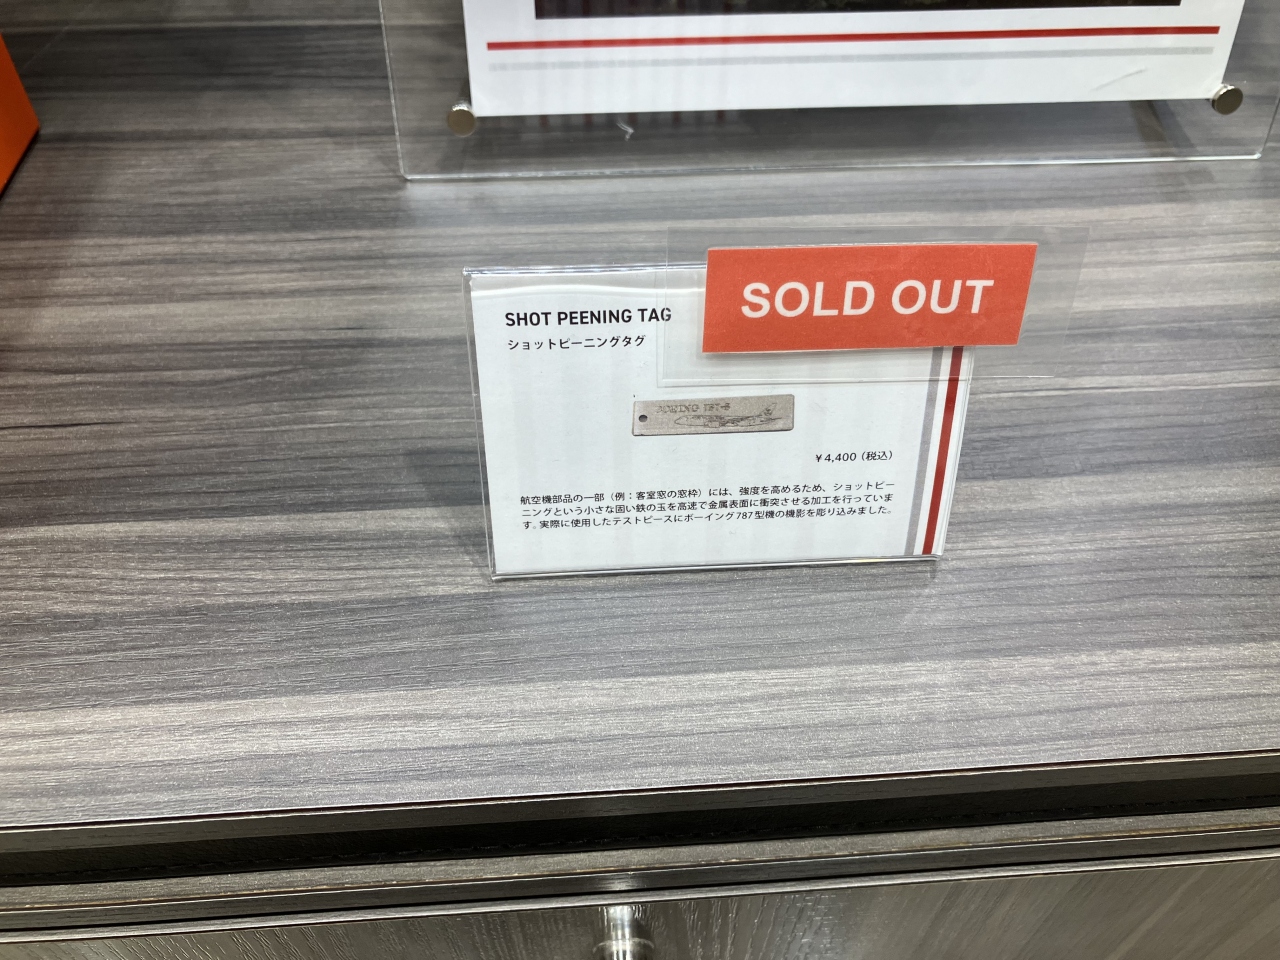 SOLD OUT
SHOT PEENING TAG
ショットピーニングタグ
BOEING 787-8
¥4,400（税込）
航空機部品の一部（例：客室窓の窓枠）には、強度を高めるため、ショットピー
ニングという小さな固い鉄の玉を高速で金属表面に衝突させる加工を行っていま
す。実際に使用したテストピースにボーイング787型機の機影を彫り込みました。